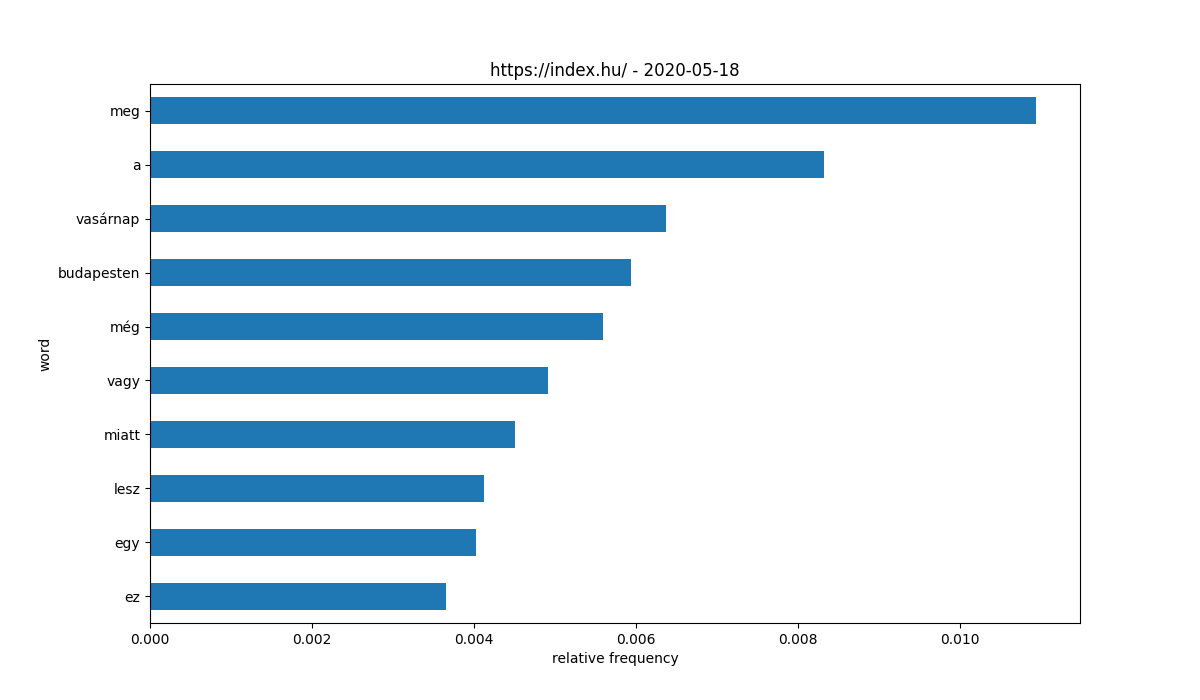 https://index.hu/ - 2020-05-18
meg
a
vasárnap
budapesten
még
vagy
miatt
lesz
egy
ez
word
0.000 0.002 0.004 0.006 0.008 0.010
relative frequency